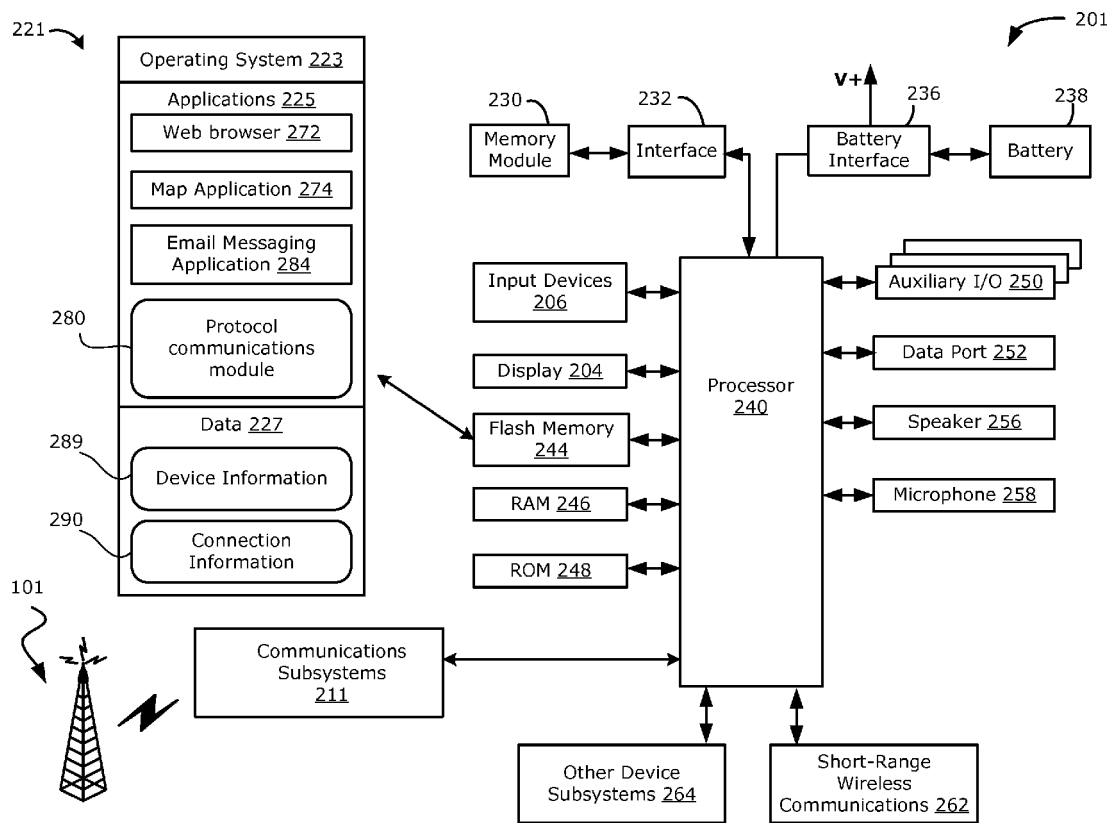 221
201
Operating System 223
Applications 225
Web browser 272
Map Application 274
Email Messaging
Application 284
280
Protocol
communications
module
Data 227
289
Device Information
290
Connection
Information
101
230
Memory
Module
232
Interface
V+
236
Battery
Interface
238
Battery
Input Devices
206
Display 204
Flash Memory
244
RAM 246
ROM 248
Processor
240
Auxiliary I/O 250
Data Port 252
Speaker 256
Microphone 258
Communications
Subsystems
211
Other Device
Subsystems 264
Short-Range
Wireless
Communications 262